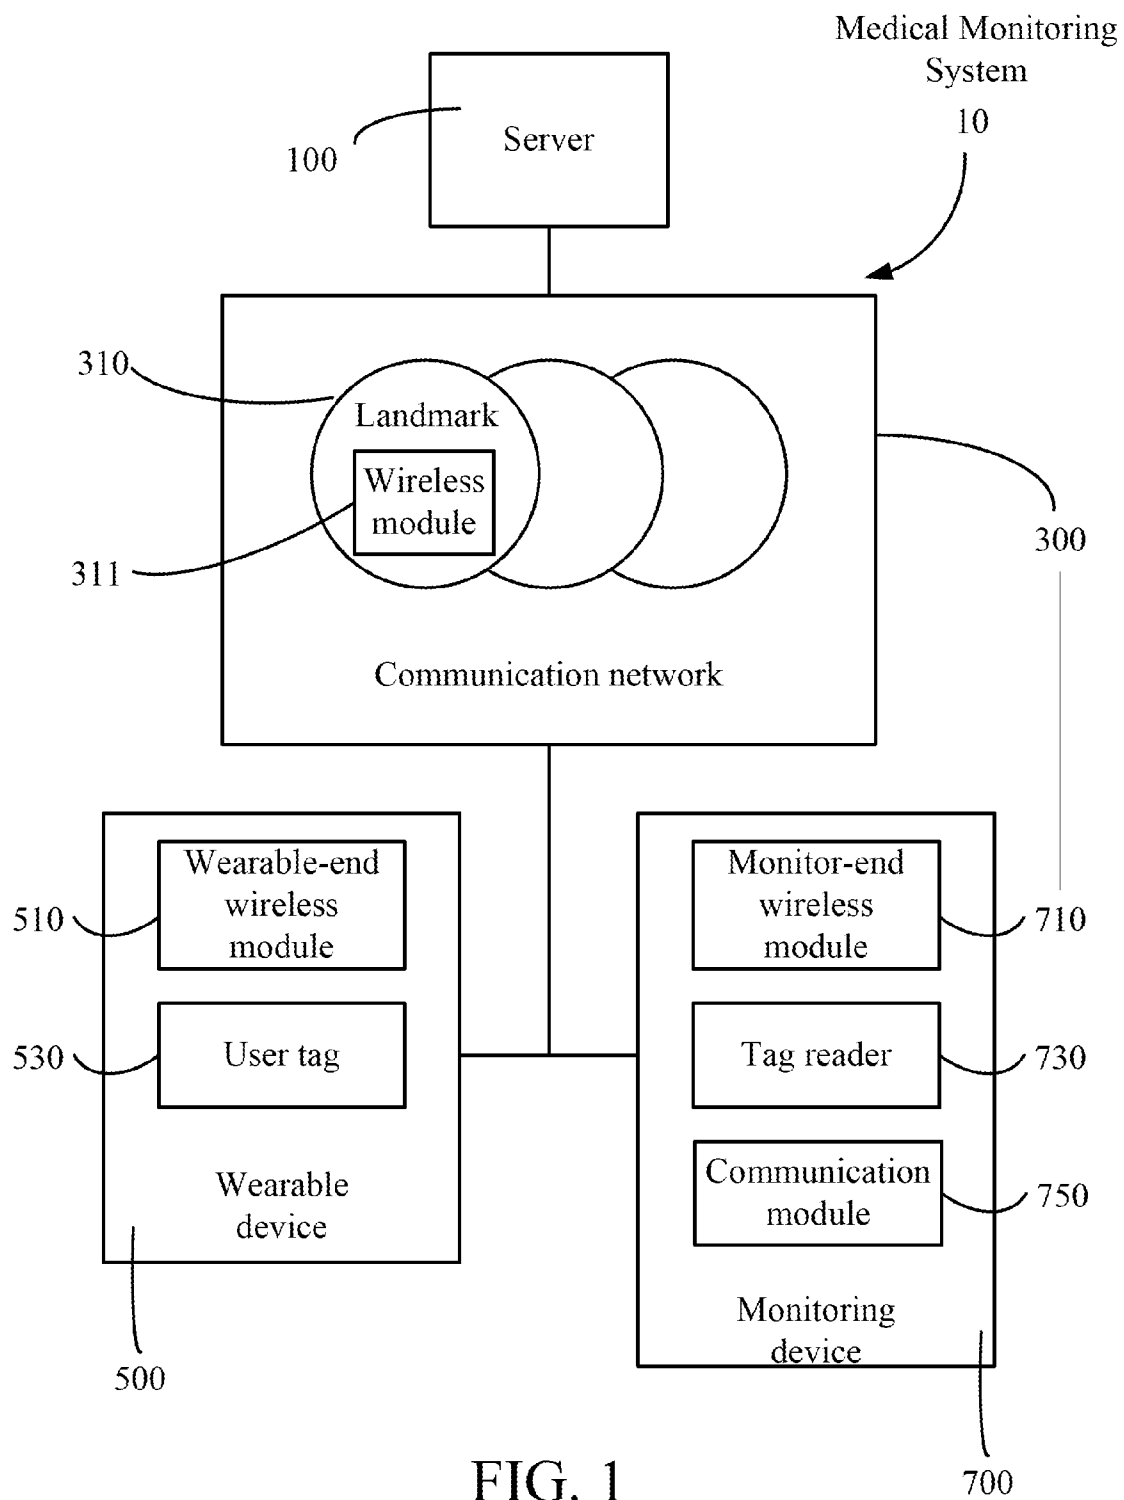 Medical Monitoring
System
10
Server
100
310
Landmark
Wireless
module
311
300
Communication network
Wearable-end
wireless
module
510
Monitor-end
wireless
module
710
User tag
530
Tag reader
730
Communication
module
750
Wearable
device
500
Monitoring
device
700
FIG. 1